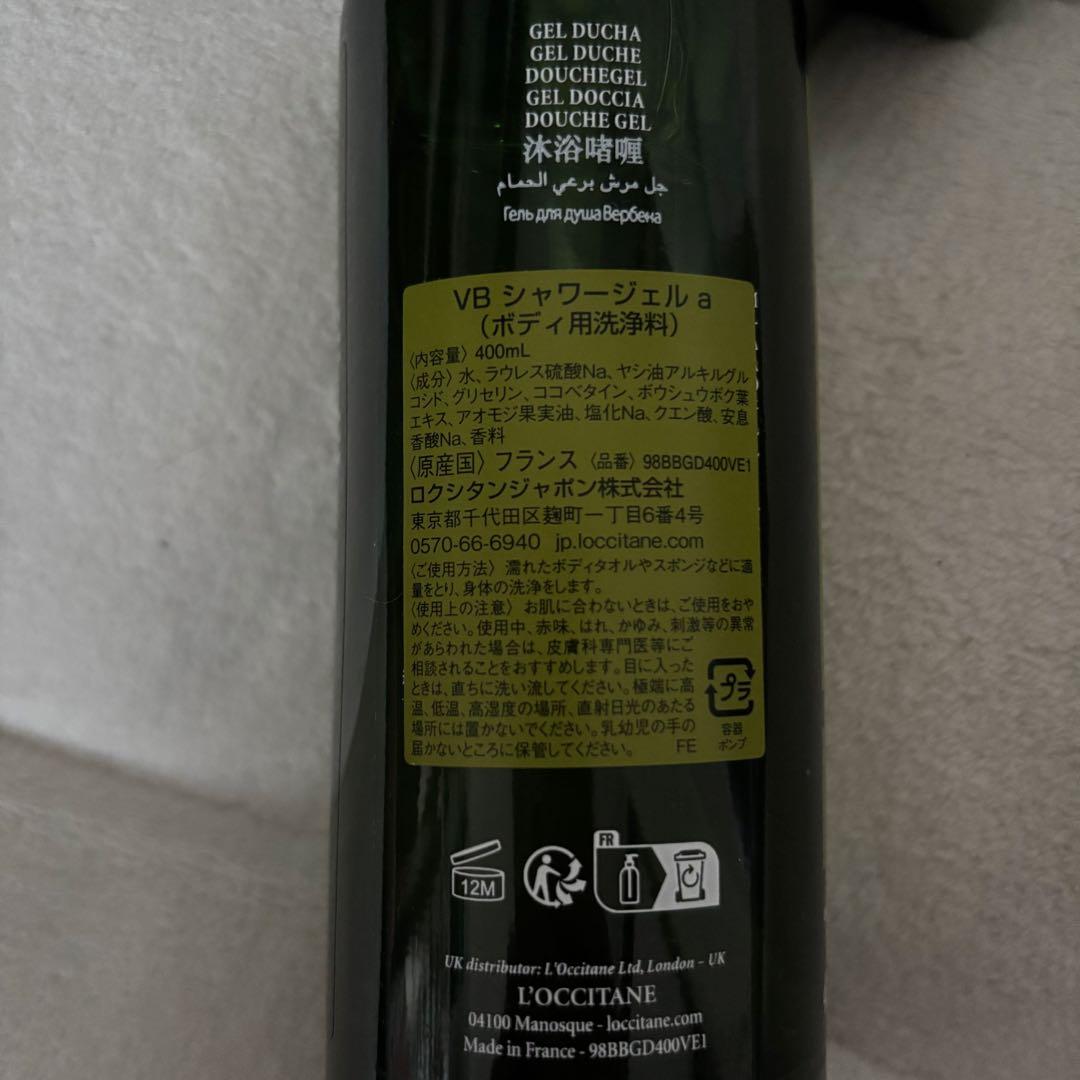 GEL DUCHA
GEL DUCHE
DOUCHEGEL
GEL DOCCIA
DOUCHE GEL
沐浴啫喱
جل مرش برعي الحمام
Гель для душа Вербена
VB シャワージェル a
（ボディ用洗浄料）
〈内容量〉 400mL
〈成分〉 水、ラウレス硫酸Na、ヤシ油アルキルグル
コシド、グリセリン、ココベタイン、ボウシュウボク葉
エキス、アオモジ果実油、塩化Na、クエン酸、安息
香酸Na、香料
〈原産国〉 フランス 〈品番〉 98BBGD400VE1
ロクシタンジャポン株式会社
東京都千代田区麹町一丁目6番4号
0570-66-6940 jp.loccitane.com
〈ご使用方法〉 濡れたボディタオルやスポンジなどに適
量をとり、身体の洗浄をします。
〈使用上の注意〉 お肌に合わないときは、ご使用をおや
めください。使用中、赤味、はれ、かゆみ、刺激等の異常
があらわれた場合は、皮膚科専門医等にご
相談されることをおすすめします。目に入った
ときは、直ちに洗い流してください。極端に高
温、低温、高湿度の場所、直射日光のあたる
場所には置かないでください。乳幼児の手の
届かないところに保管してください。 FE
プラ
容器
ポンプ
12M
FR
UK distributor: L'Occitane Ltd, London – UK
L'OCCITANE
04100 Manosque - loccitane.com
Made in France - 98BBGD400VE1